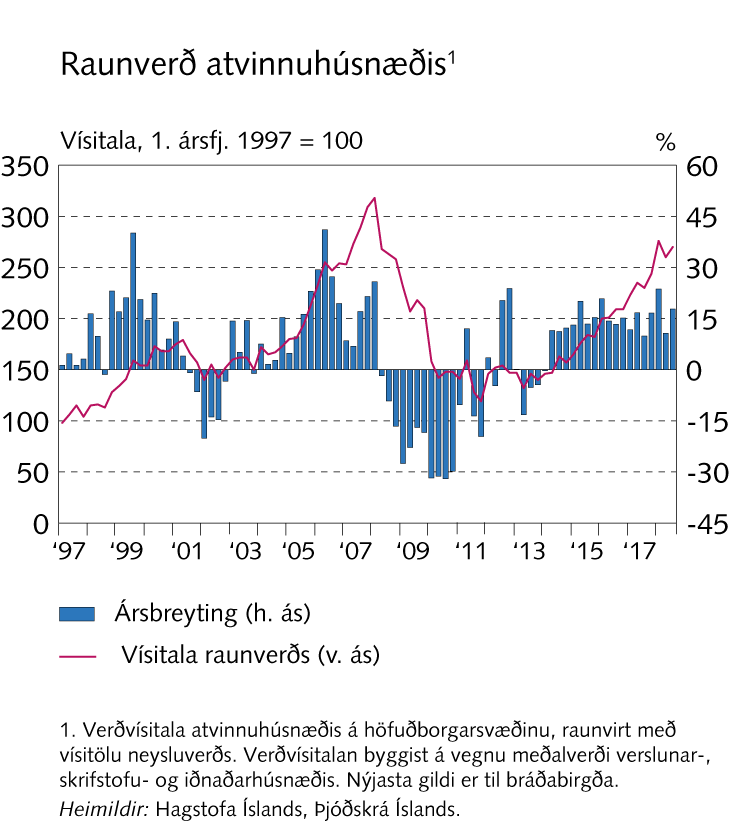 Raunverð atvinnuhúsnæðis¹
Vísitala, 1. ársfj. 1997 = 100 %
350 60
300 45
250 30
200 15
150 0
100 -15
50 -30
0 -45
‘97 ‘99 ‘01 ‘03 ‘05 ‘07 ‘09 ‘11 ‘13 ‘15 ‘17
Ársbreyting (h. ás)
Vísitala raunverðs (v. ás)
1. Verðvísitala atvinnuhúsnæðis á höfuðborgarsvæðinu, raunvirt með
vísitölu neysluverðs. Verðvísitalan byggist á vegnu meðalverði verslunar-,
skrifstofu- og iðnaðarhúsnæðis. Nýjasta gildi er til bráðabirgða.
Heimildir: Hagstofa Íslands, Þjóðskrá Íslands.